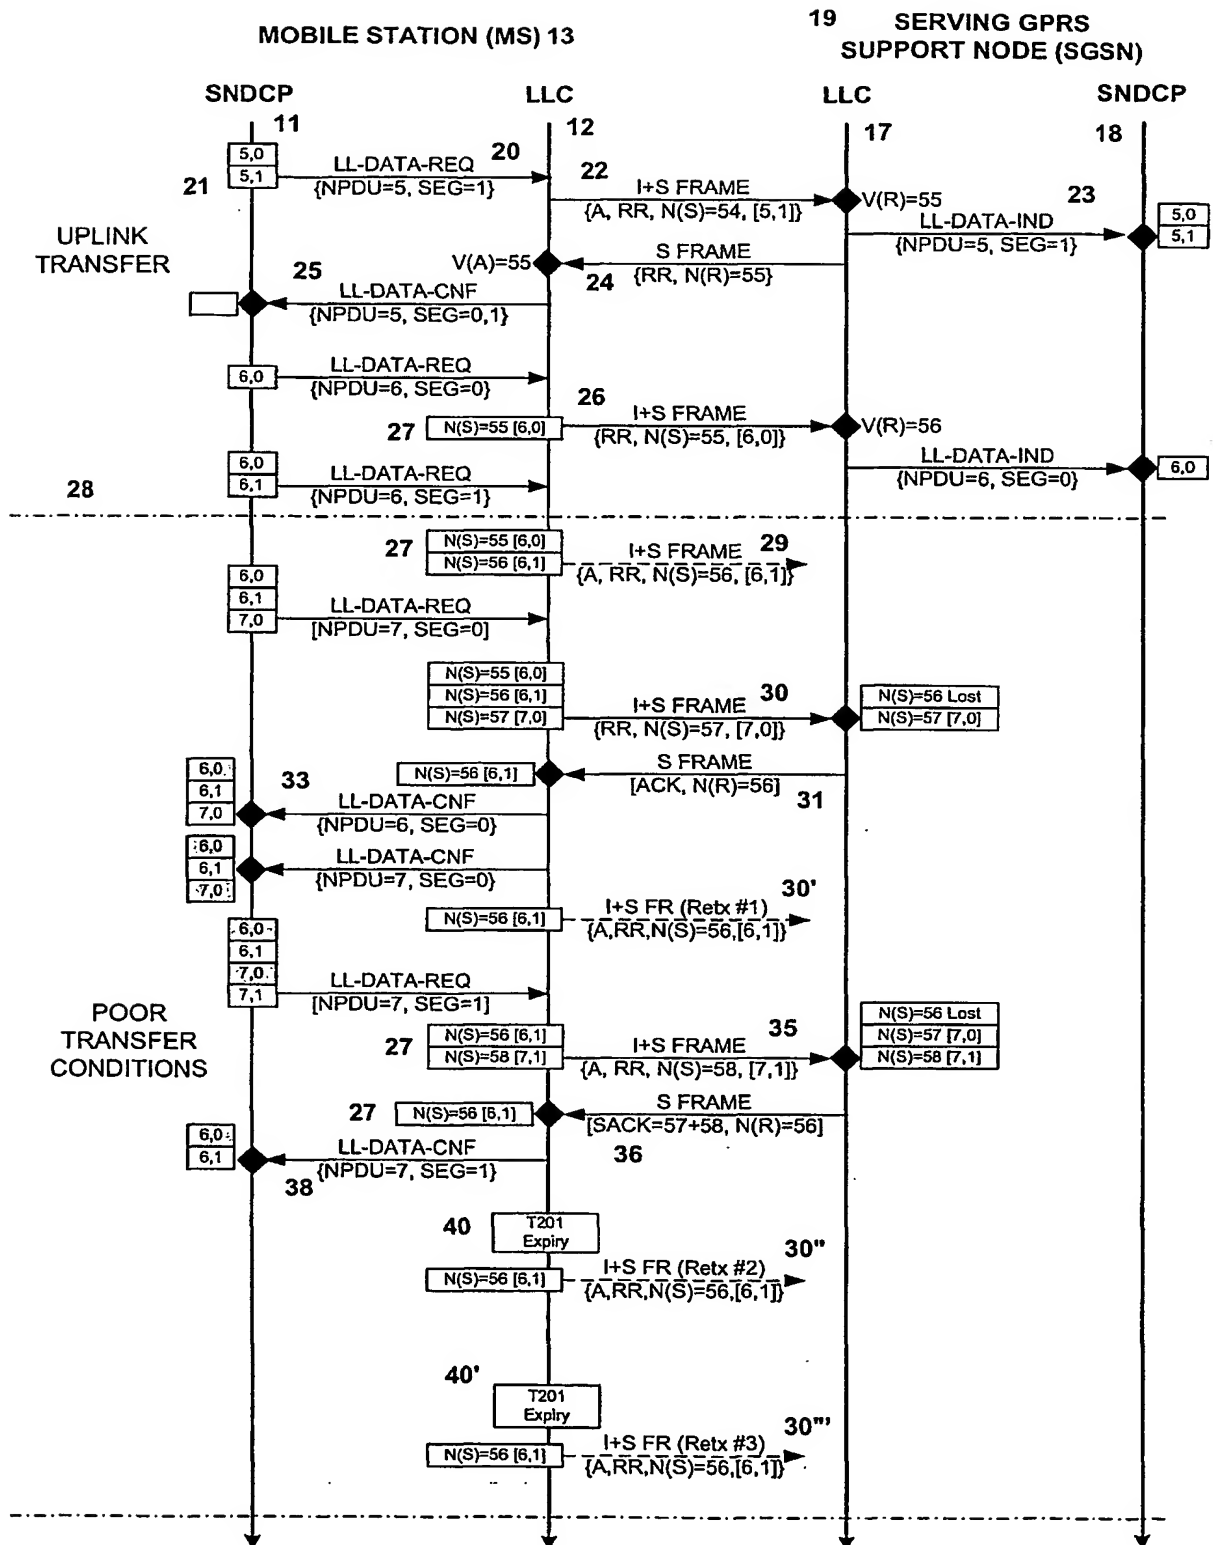 MOBILE STATION (MS) 13
19
SERVING GPRS
SUPPORT NODE (SGSN)
SNDCP
LLC
LLC
SNDCP
11
12
17
18
5,0
5,1
21
LL-DATA-REQ
20
{NPDU=5, SEG=1}
22
I+S FRAME
{A, RR, N(S)=54, [5,1]}
V(R)=55
23
LL-DATA-IND
{NPDU=5, SEG=1}
5,0
5,1
UPLINK
TRANSFER
V(A)=55
S FRAME
24
{RR, N(R)=55}
25
LL-DATA-CNF
{NPDU=5, SEG=0,1}
6,0
LL-DATA-REQ
{NPDU=6, SEG=0}
26
27
N(S)=55 [6,0]
I+S FRAME
{RR, N(S)=55, [6,0]}
V(R)=56
LL-DATA-IND
{NPDU=6, SEG=0}
6,0
6,0
6,1
LL-DATA-REQ
{NPDU=6, SEG=1}
28
27
N(S)=55 [6,0]
N(S)=56 [6,1]
I+S FRAME
29
{A, RR, N(S)=56, [6,1]}
6,0
6,1
7,0
LL-DATA-REQ
[NPDU=7, SEG=0]
N(S)=55 [6,0]
N(S)=56 [6,1]
N(S)=57 [7,0]
30
I+S FRAME
{RR, N(S)=57, [7,0]}
N(S)=56 Lost
N(S)=57 [7,0]
N(S)=56 [6,1]
S FRAME
[ACK, N(R)=56]
31
6,0
6,1
7,0
33
LL-DATA-CNF
{NPDU=6, SEG=0}
6,0
6,1
7,0
LL-DATA-CNF
{NPDU=7, SEG=0}
30'
N(S)=56 [6,1]
I+S FR (Retx #1)
{A,RR,N(S)=56,[6,1]}
6,0
6,1
7,0
7,1
LL-DATA-REQ
[NPDU=7, SEG=1]
POOR
TRANSFER
CONDITIONS
27
N(S)=56 [6,1]
N(S)=58 [7,1]
35
I+S FRAME
{A, RR, N(S)=58, [7,1]}
N(S)=56 Lost
N(S)=57 [7,0]
N(S)=58 [7,1]
27
N(S)=56 [6,1]
S FRAME
[SACK=57+58, N(R)=56]
36
6,0
6,1
LL-DATA-CNF
{NPDU=7, SEG=1}
38
40
T201
Expiry
30"
N(S)=56 [6,1]
I+S FR (Retx #2)
{A,RR,N(S)=56,[6,1]}
40'
T201
Expiry
30"'
N(S)=56 [6,1]
I+S FR (Retx #3)
{A,RR,N(S)=56,[6,1]}